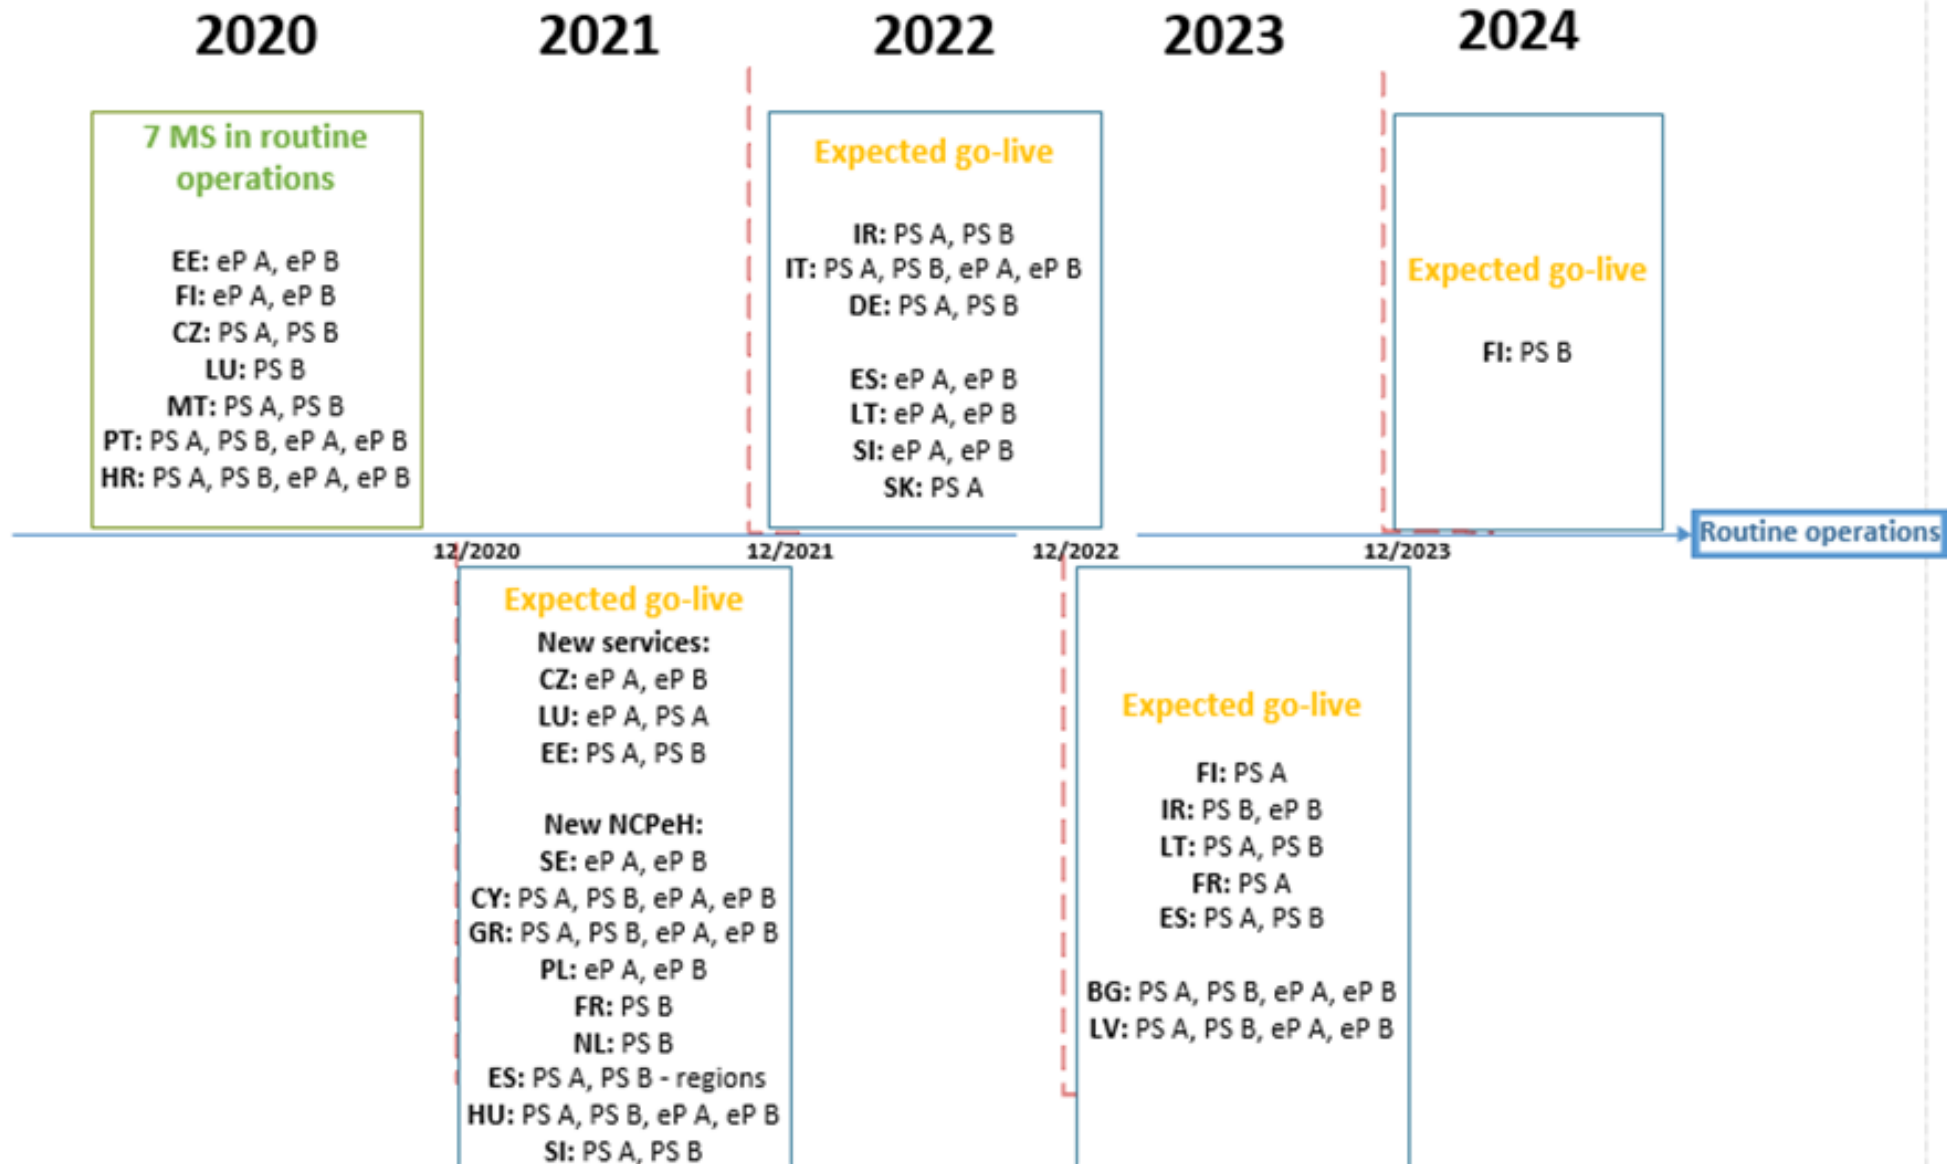 2020
2021
2022
2023
2024
7 MS in routine
operations
EE: eP A, eP B
FI: eP A, eP B
CZ: PS A, PS B
LU: PS B
MT: PS A, PS B
PT: PS A, PS B, eP A, eP B
HR: PS A, PS B, eP A, eP B
Expected go-live
IR: PS A, PS B
IT: PS A, PS B, eP A, eP B
DE: PS A, PS B
ES: eP A, eP B
LT: eP A, eP B
SI: eP A, eP B
SK: PS A
Expected go-live
FI: PS B
Routine operations
12/2020
12/2021
12/2022
12/2023
Expected go-live
New services:
CZ: eP A, eP B
LU: eP A, PS A
EE: PS A, PS B
New NCPeH:
SE: eP A, eP B
CY: PS A, PS B, eP A, eP B
GR: PS A, PS B, eP A, eP B
PL: eP A, eP B
FR: PS B
NL: PS B
ES: PS A, PS B - regions
HU: PS A, PS B, eP A, eP B
SI: PS A, PS B
Expected go-live
FI: PS A
IR: PS B, eP B
LT: PS A, PS B
FR: PS A
ES: PS A, PS B
BG: PS A, PS B, eP A, eP B
LV: PS A, PS B, eP A, eP B